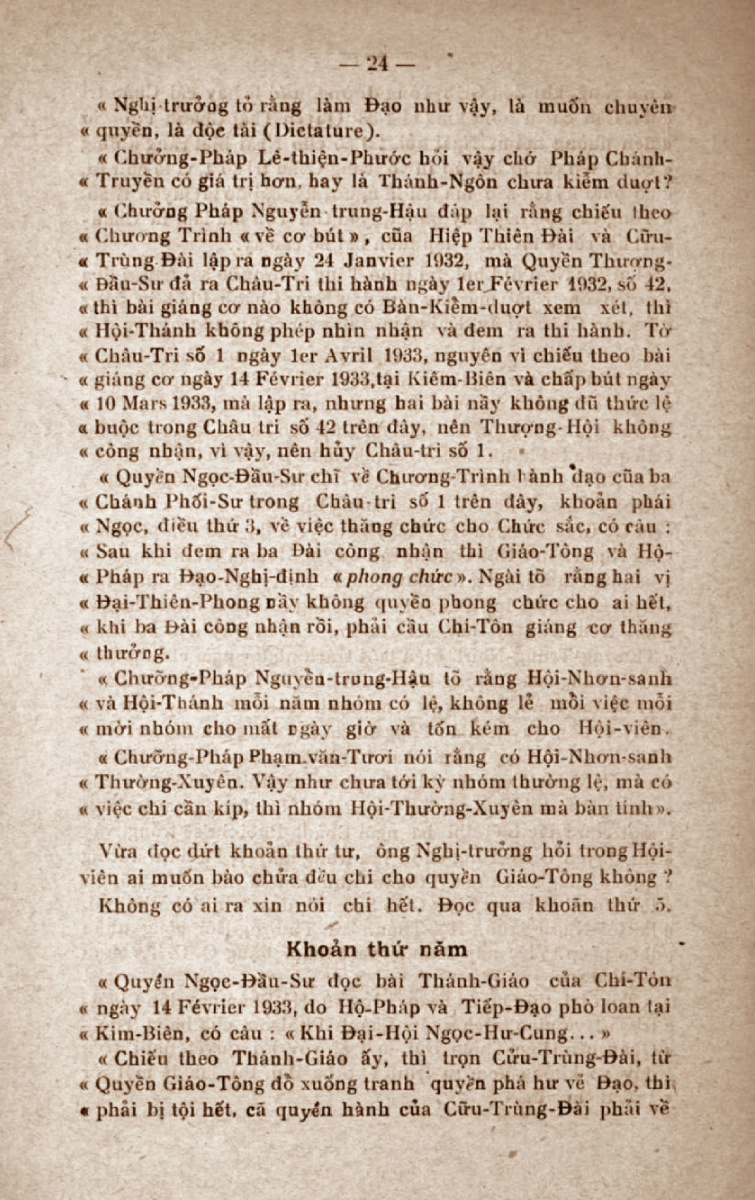 — 24 —
« Nghị trưởng tỏ rằng làm Đạo như vậy, là muốn chuyên
« quyền, là độc tài (Dictature).
« Chưởng-Pháp Lê-thiện-Phước hỏi vậy chớ Pháp Chánh-
« Truyền có giá trị hơn, hay là Thánh-Ngôn chưa kiểm duợt?
« Chưởng Pháp Nguyễn trung-Hậu đáp lại rằng chiếu theo
« Chương Trình « về cơ bút », cũa Hiệp Thiên Đài và Cữu-
« Trùng Đài lập ra ngày 24 Janvier 1932, mà Quyền Thượng-
« Đầu-Sư đả ra Châu-Tri thi hành ngày 1er Février 1932, số 42,
« thì bài giáng cơ nào không có Bàn-Kiểm-duợt xem xét, thì
« Hội-Thánh không phép nhìn nhận và đem ra thi hành. Tờ
« Châu-Tri số 1 ngày 1er Avril 1933, nguyên vì chiếu theo bài
« giáng cơ ngày 14 Février 1933, tại Kiêm-Biên và chấp bút ngày
« 10 Mars 1933, mà lập ra, nhưng hai bài nầy không đũ thức lệ
« buộc trong Châu tri số 42 trên đây, nên Thượng-Hội không
« công nhận, vì vậy, nên hủy Châu-tri số 1.
« Quyền Ngọc-Đầu-Sư chĩ về Chương-Trình hành đạo cũa ba
« Chánh Phối-Sư trong Châu-tri số 1 trên đây, khoản phái
« Ngọc, điều thứ 3, về việc thăng chức cho Chức sắc, có câu :
« Sau khi đem ra ba Đài công nhận thì Giáo-Tông và Hộ-
« Pháp ra Đạo-Nghị-định « phong chức ». Ngài tõ rằng hai vị
« Đại-Thiên-Phong nầy không quyền phong chức cho ai hết,
« khi ba Đài công nhận rồi, phải cầu Chí-Tôn giáng cơ thăng
« thưởng.
« Chưỡng-Pháp Nguyễn-trung-Hậu tõ rằng Hội-Nhơn-sanh
« và Hội-Thánh mỗi năm nhóm có lệ, không lẻ mỗi việc mỗi
« mời nhóm cho mất ngày giờ và tốn kém cho Hội-viên.
« Chưỡng-Pháp Phạm-văn-Tươi nói rằng có Hội-Nhơn-sanh
« Thường-Xuyên. Vậy như chưa tới kỳ nhóm thường lệ, mà có
« việc chi cần kíp, thì nhóm Hội-Thường-Xuyên mà bàn tính».
Vừa đọc dứt khoản thứ tư, ông Nghị-trưởng hỏi trong Hội-
viên ai muốn bào chửa đều chi cho quyền Giáo-Tông không ?
Không có ai ra xin nói chi hết. Đọc qua khoãn thứ 5.
Khoản thứ năm
« Quyền Ngọc-Đầu-Sư đọc bài Thánh-Giáo của Chí-Tôn
« ngày 14 Février 1933, do Hộ-Pháp và Tiếp-Đạo phò loan tại
« Kim-Biên, có câu : « Khi Đại-Hội Ngọc-Hư-Cung... »
« Chiếu theo Thánh-Giáo ấy, thì trọn Cửu-Trùng-Đài, từ
« Quyền Giáo-Tông đổ xuống tranh quyền phá hư vẽ Đạo, thì
« phải bị tội hết, cã quyền hành của Cữu-Trùng-Đài phải về